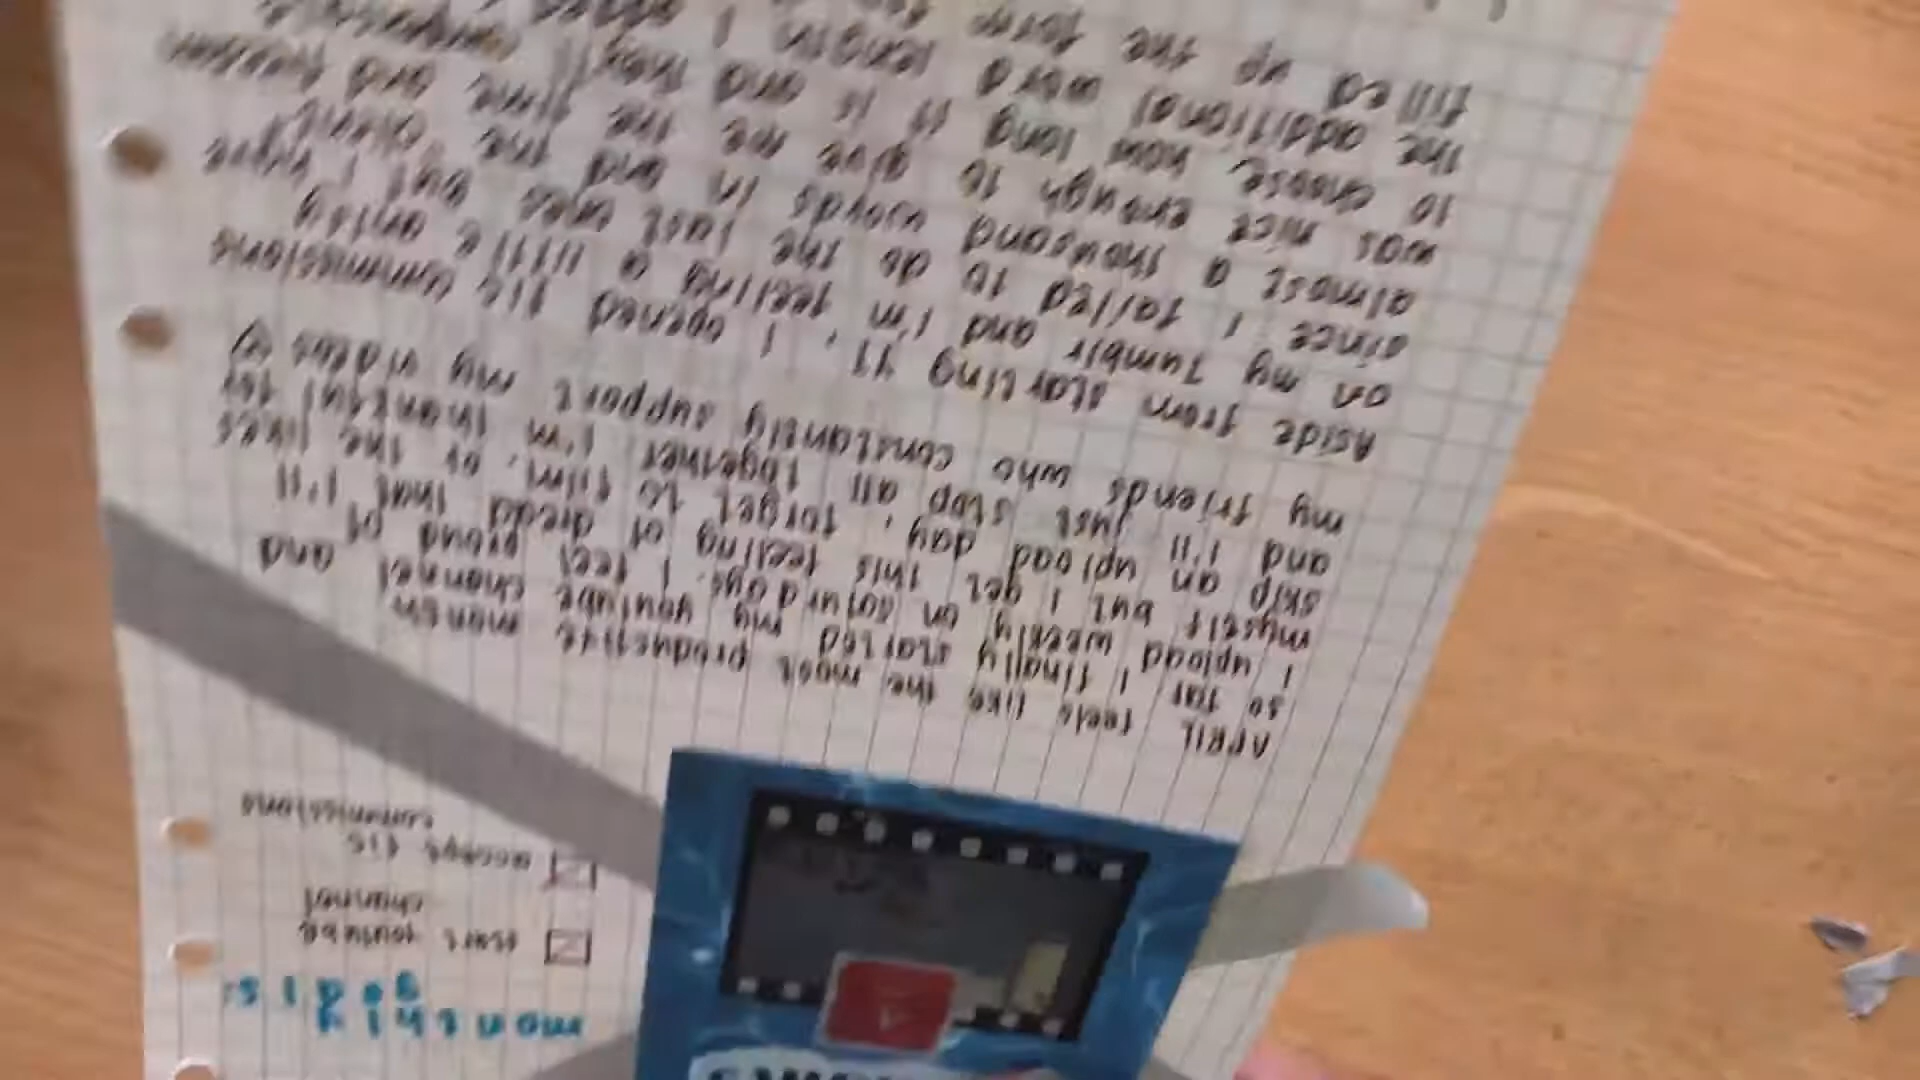 monthly
goals:
start youtube
channel
accept fic
commissions
APRIL feels like the most productive month
so far I finally started my youtube channel and
I upload weekly on saturdays. I feel proud of
myself but I get this feeling of dread that I'll
skip an upload day, forget to film, or the likes
and I'll just stop all together I'm thankful for
my friends who constantly support my videos
Aside from starting YT, I opened fic commissions
on my Tumblr and I'm feeling a little antsy
since I failed to do the last two but I wrote
almost a thousand words in and the client
was nice enough to give me the time and freedom
to choose how long it is and they'll compensate
the additional word length I added
filled up the form